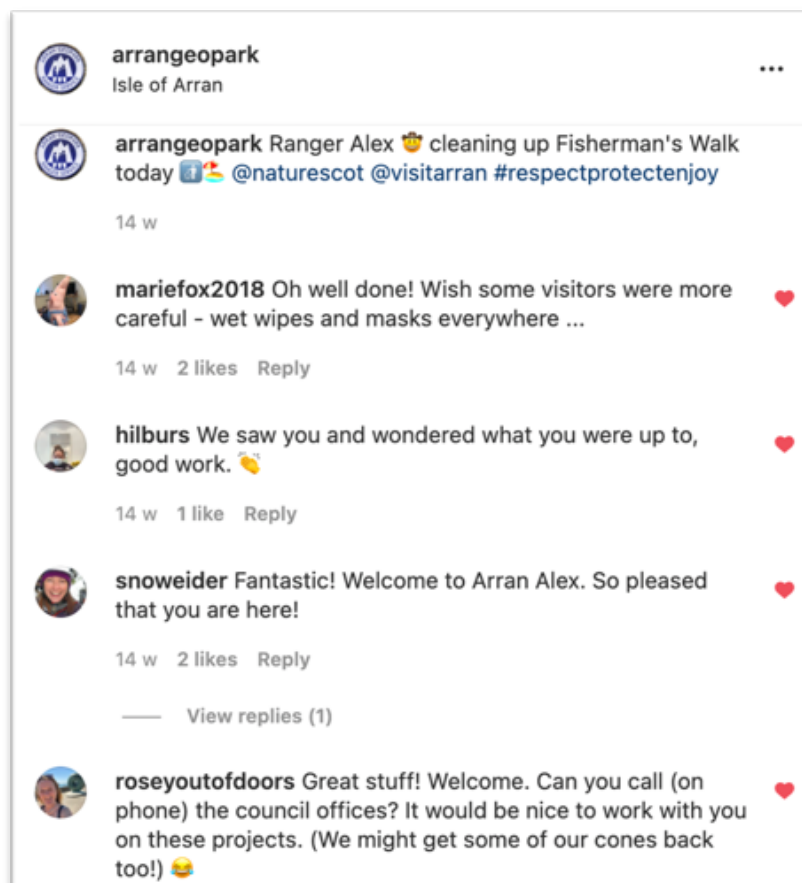 arrangeopark
Isle of Arran
arrangeopark Ranger Alex 🤠 cleaning up Fisherman's Walk
today 🚮🏖️ @naturescot @visitarran #respectprotectenjoy
14 w
mariefox2018 Oh well done! Wish some visitors were more
careful - wet wipes and masks everywhere ...
14 w 2 likes Reply
hilburs We saw you and wondered what you were up to,
good work. 👏
14 w 1 like Reply
snoweider Fantastic! Welcome to Arran Alex. So pleased
that you are here!
14 w 2 likes Reply
View replies (1)
roseyoutofdoors Great stuff! Welcome. Can you call (on
phone) the council offices? It would be nice to work with you
on these projects. (We might get some of our cones back
too!) 😂